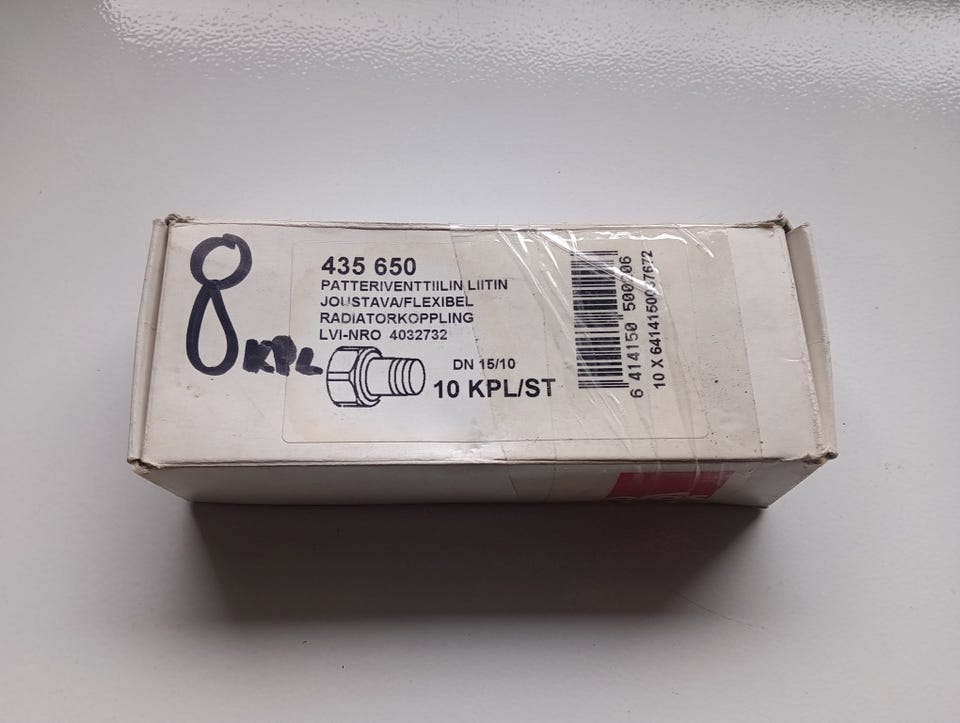 8 KPL
435 650
PATTERIVENTTIILIN LIITIN
JOUSTAVA/FLEXIBEL
RADIATORKOPPLING
LVI-NRO 4032732
DN 15/10
10 KPL/ST
6 414150 500206
10 X 6414150037672